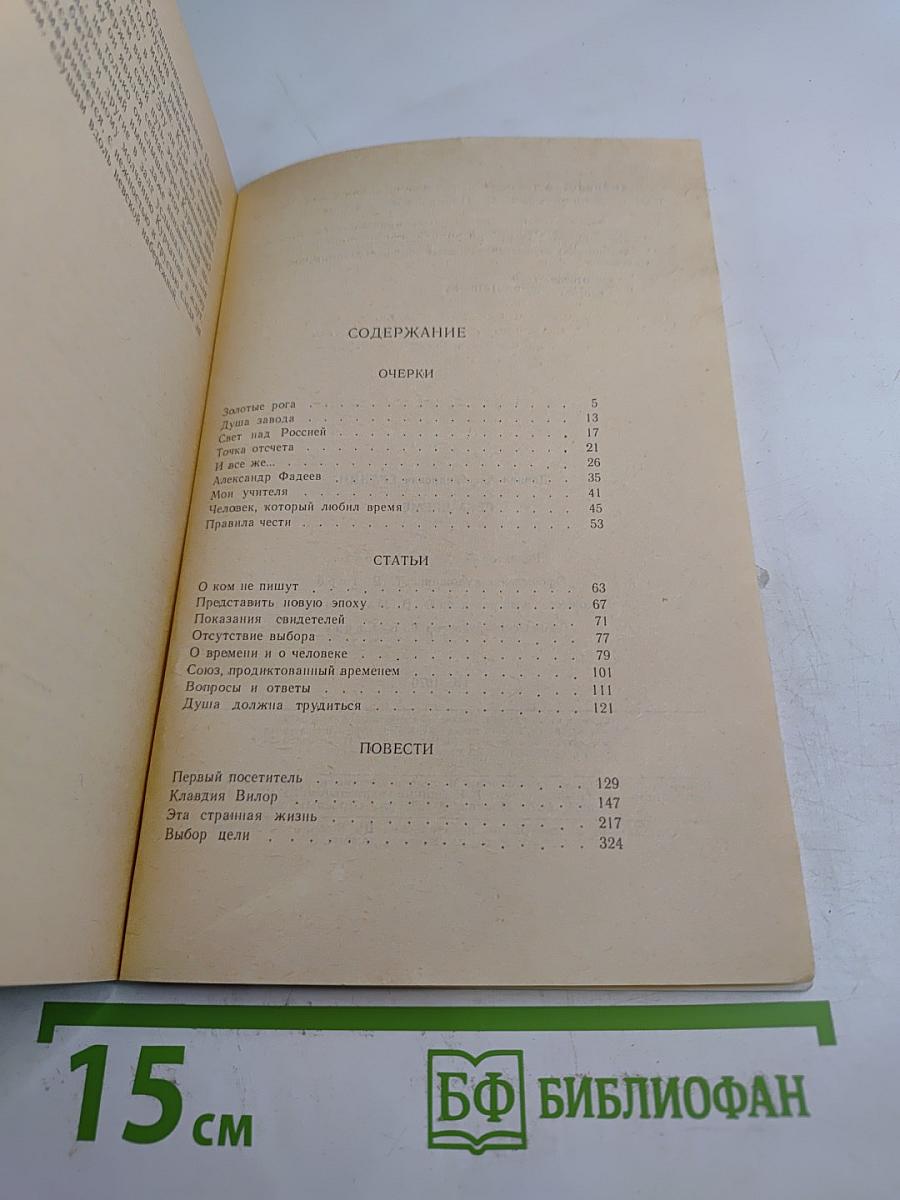 СОДЕРЖАНИЕ
ОЧЕРКИ
Золотые рога . . . . . . . . . . . . . . . . 5
Душа завода . . . . . . . . . . . . . . . . 13
Свет над Россией . . . . . . . . . . . . . . 17
Точка отсчета . . . . . . . . . . . . . . . 21
И все же... . . . . . . . . . . . . . . . . 26
Александр Фадеев . . . . . . . . . . . . . . 35
Мои учителя . . . . . . . . . . . . . . . . 41
Человек, который любил время . . . . . . . . 45
Правила чести . . . . . . . . . . . . . . . 53
СТАТЬИ
О ком не пишут . . . . . . . . . . . . . . . 63
Представить новую эпоху . . . . . . . . . . . 67
Показания свидетелей . . . . . . . . . . . . 71
Отсутствие выбора . . . . . . . . . . . . . 77
О времени и о человеке . . . . . . . . . . . 79
Союз, продиктованный временем . . . . . . . . 101
Вопросы и ответы . . . . . . . . . . . . . . 111
Душа должна трудиться . . . . . . . . . . . . 121
ПОВЕСТИ
Первый посетитель . . . . . . . . . . . . . 129
Клавдия Вилор . . . . . . . . . . . . . . . 147
Эта странная жизнь . . . . . . . . . . . . . 217
Выбор цели . . . . . . . . . . . . . . . . 324
15 см
БФ БИБЛИОФАН